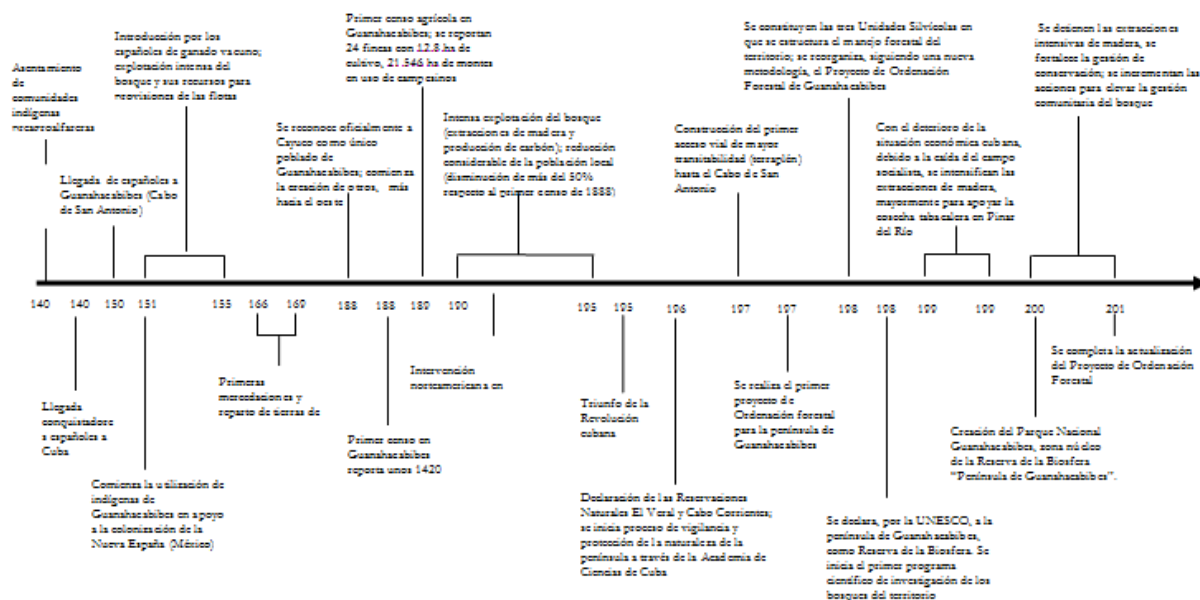 Asentamiento
de
comunidades
indígenas
mesarroalfareras
Introducción por los
españoles de ganado vacuno;
explotación intensa del
bosque y sus recursos para
provisiones de las flotas
Llegada de españoles a
Guanahacabibes (Cabo
de San Antonio)
Se reconoce oficialmente a
Cayuco como único
poblado de
Guanahacabibes; comienza
la creación de otros, más
hacia el oeste
Primer censo agrícola en
Guanahacabibes; se reportan
24 fincas con 12.8 ha de
cultivo, 21.546 ha de montes
en uso de campesinos
Intensa explotación del bosque
(extracciones de madera y
producción de carbón); reducción
considerable de la población local
(disminución de más del 50%
respecto al primer censo de 1888)
Construcción del primer
acceso vial de mayor
transitabilidad (terraplén)
hasta el Cabo de San
Antonio
Se constituyen las tres Unidades Silvícolas en
que se estructura el manejo forestal del
territorio; se reorganiza, siguiendo una nueva
metodología, el Proyecto de Ordenación
Forestal de Guanahacabibes
Con el deterioro de la
situación económica cubana,
debido a la caída del campo
socialista, se intensifican las
extracciones de madera,
mayormente para apoyar la
cosecha tabacalera en Pinar
del Río
Se detienen las extracciones
intensivas de madera, se
fortalece la gestión de
conservación; se incrementan las
acciones para elevar la gestión
comunitaria del bosque
140 140 150 151 155 166 169 188 188 189 190 195 195 196 197 197 198 198 199 199 200 201
Llegada
conquistadore
s españoles a
Cuba
Comienza la utilización de
indígenas de
Guanahacabibes en apoyo
a la colonización de la
Nueva España (México)
Primeras
mercedaciones y
reparto de tierras de
Primer censo en
Guanahacabibes
reporta unos 1420
Intervención
norteamericana en
Triunfo de la
Revolución
cubana
Declaración de las Reservaciones
Naturales El Veral y Cabo Corrientes;
se inicia proceso de vigilancia y
protección de la naturaleza de la
península a través de la Academia de
Ciencias de Cuba
Se realiza el primer
proyecto de
Ordenación forestal
para la península de
Guanahacabibes
Se declara, por la UNESCO, a la
península de Guanahacabibes,
como Reserva de la Biosfera. Se
inicia el primer programa
científico de investigación de los
bosques del territorio
Creación del Parque Nacional
Guanahacabibes, zona núcleo
de la Reserva de la Biosfera
"Península de Guanahacabibes".
Se completa la actualización
del Proyecto de Ordenación
Forestal